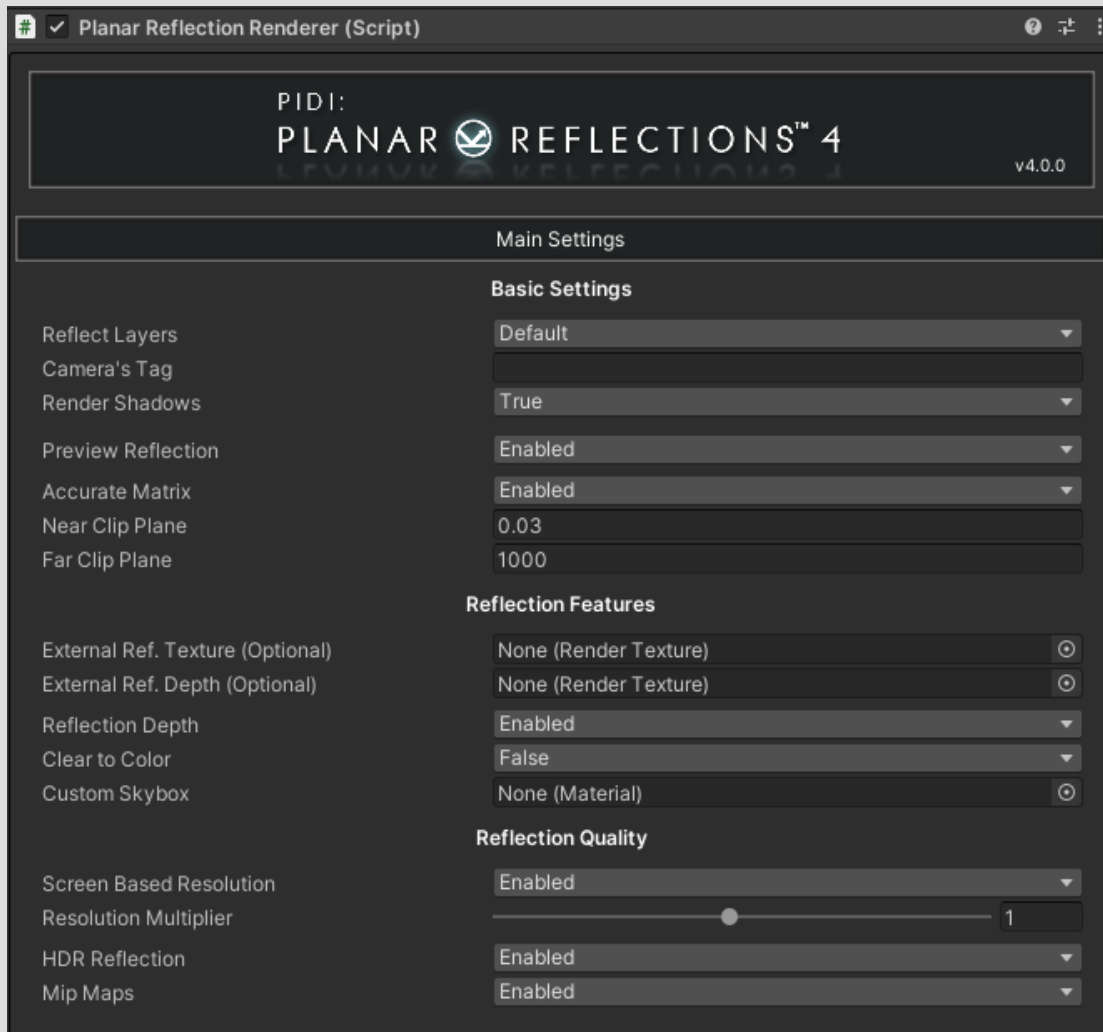 Planar Reflection Renderer (Script)
PIDI:
PLANAR REFLECTIONS™ 4
v4.0.0
Main Settings
Basic Settings
Reflect Layers Default
Camera's Tag
Render Shadows True
Preview Reflection Enabled
Accurate Matrix Enabled
Near Clip Plane 0.03
Far Clip Plane 1000
Reflection Features
External Ref. Texture (Optional) None (Render Texture)
External Ref. Depth (Optional) None (Render Texture)
Reflection Depth Enabled
Clear to Color False
Custom Skybox None (Material)
Reflection Quality
Screen Based Resolution Enabled
Resolution Multiplier 1
HDR Reflection Enabled
Mip Maps Enabled